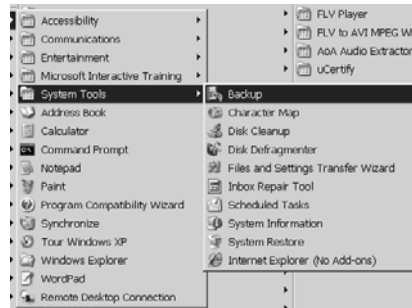 Accessibility
Communications
Entertainment
Microsoft Interactive Training
System Tools
Address Book
Calculator
Command Prompt
Notepad
Paint
Program Compatibility Wizard
Synchronize
Tour Windows XP
Windows Explorer
WordPad
Remote Desktop Connection
FLV Player
FLV to AVI MPEG W
AoA Audio Extractor
uCertify
Backup
Character Map
Disk Cleanup
Disk Defragmenter
Files and Settings Transfer Wizard
Inbox Repair Tool
Scheduled Tasks
System Information
System Restore
Internet Explorer (No Add-ons)